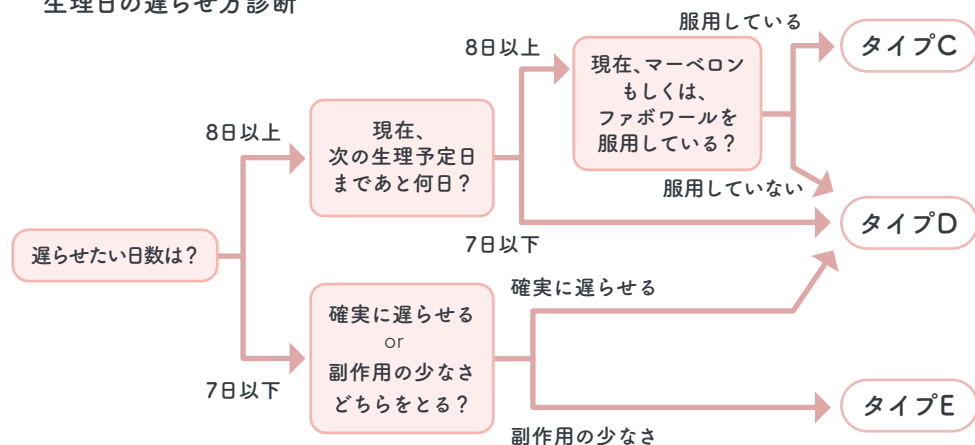 生理日の遅らせ方診断
服用している
タイプC
8日以上
現在、マーベロン
もしくは、
ファボワールを
服用している？
8日以上
現在、
次の生理予定日
まであと何日？
服用していない
タイプD
7日以下
遅らせたい日数は？
確実に遅らせる
確実に遅らせる
or
副作用の少なさ
どちらをとる？
7日以下
タイプE
副作用の少なさ